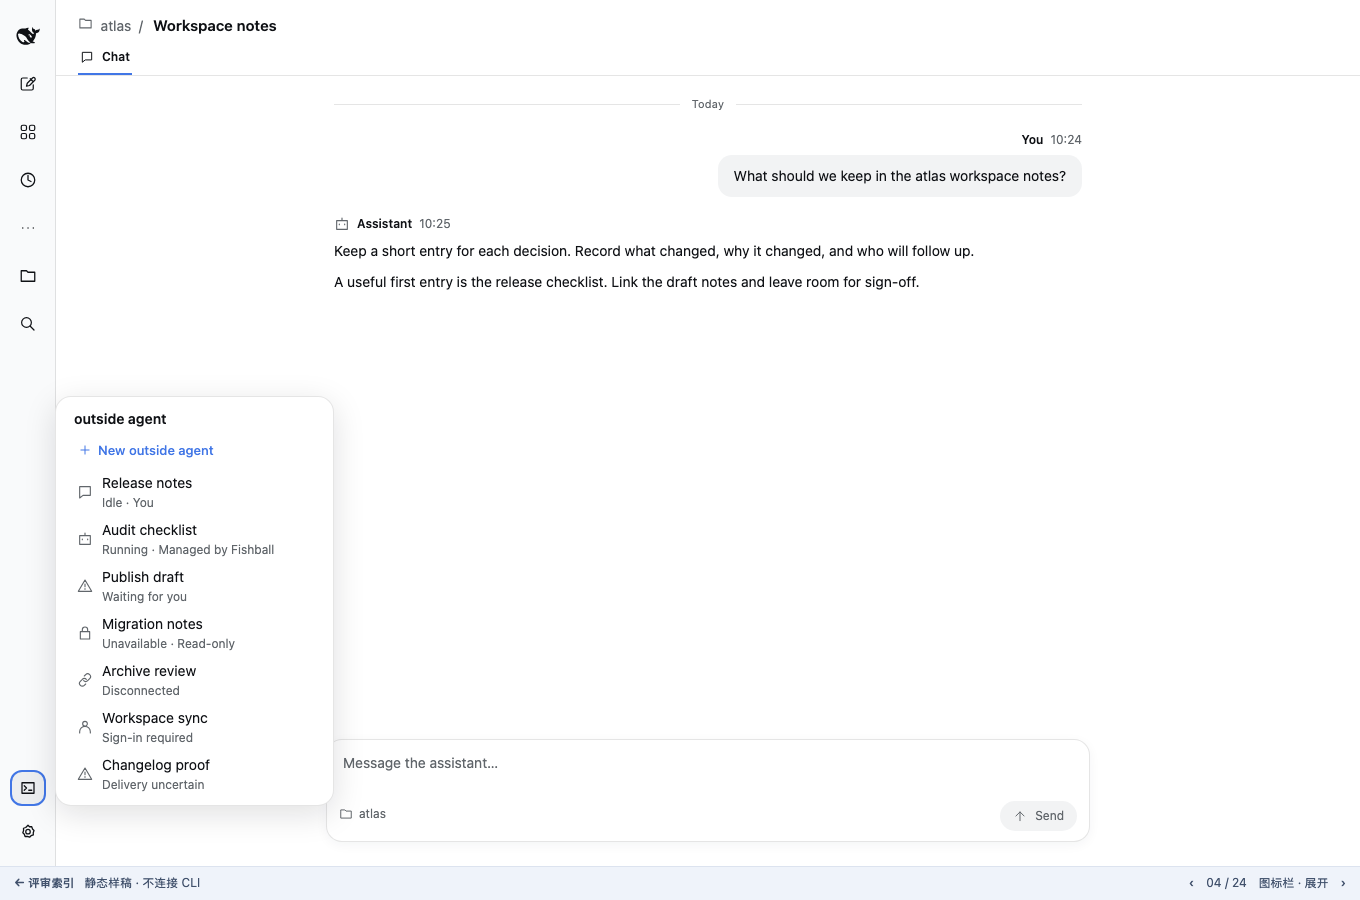 atlas / Workspace notes
Chat
Today
You 10:24
What should we keep in the atlas workspace notes?
Assistant 10:25
Keep a short entry for each decision. Record what changed, why it changed, and who will follow up.
A useful first entry is the release checklist. Link the draft notes and leave room for sign-off.
outside agent
+ New outside agent
Release notes
Idle · You
Audit checklist
Running · Managed by Fishball
Publish draft
Waiting for you
Migration notes
Unavailable · Read-only
Archive review
Disconnected
Workspace sync
Sign-in required
Changelog proof
Delivery uncertain
Message the assistant…
atlas
Send
← 评审索引 静态样稿 · 不连接 CLI
‹ 04 / 24 图标栏 · 展开 ›